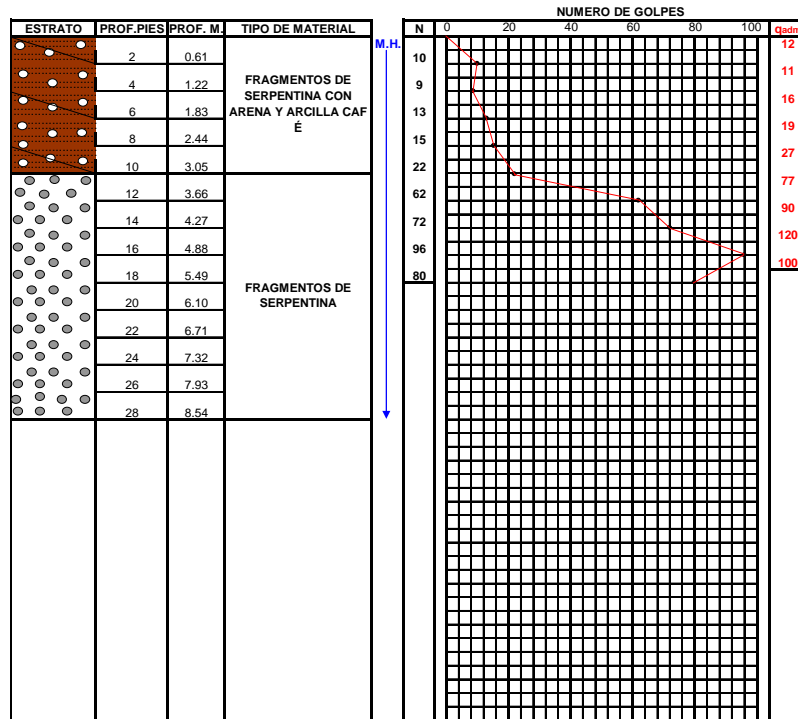 NUMERO DE GOLPES
ESTRATO PROF.PIES PROF. M. TIPO DE MATERIAL N 0 20 40 60 80 100 qadm
M.H. 12
2 0.61 10
11
4 1.22 9
FRAGMENTOS DE
SERPENTINA CON
ARENA Y ARCILLA CAF
É
16
6 1.83 13
19
8 2.44 15
27
10 3.05 22
77
12 3.66 62
90
14 4.27 72
120
16 4.88 96
100
18 5.49 80
FRAGMENTOS DE
SERPENTINA
20 6.10
22 6.71
24 7.32
26 7.93
28 8.54